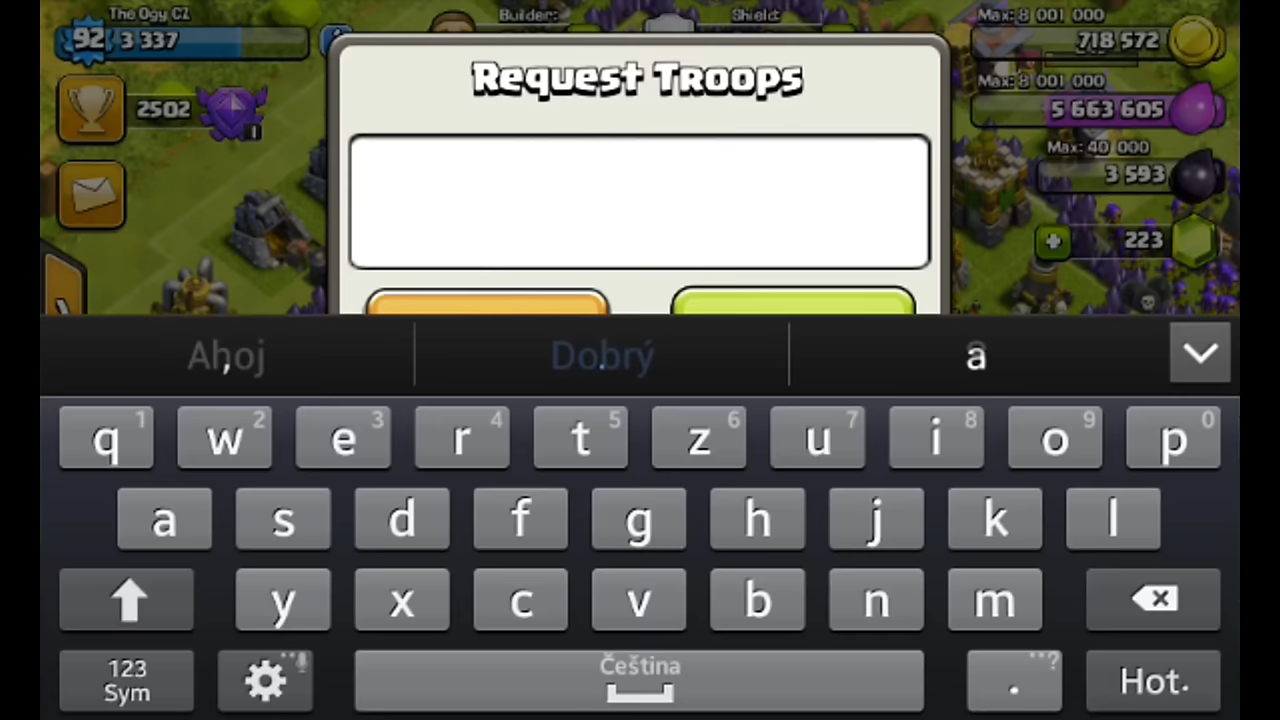 The Ogy CZ
92 3 337
Builder:
Shield:
Max: 8 001 000
718 572
2502
Max: 8 001 000
5 663 605
Max: 40 000
3 593
223
Request Troops
Ahoj
Dobrý
a
q 1 w 2 e 3 r 4 t 5 z 6 u 7 i 8 o 9 p 0
a s d f g h j k l
y x c v b n m
123
Sym
Čeština
. ?
Hot.